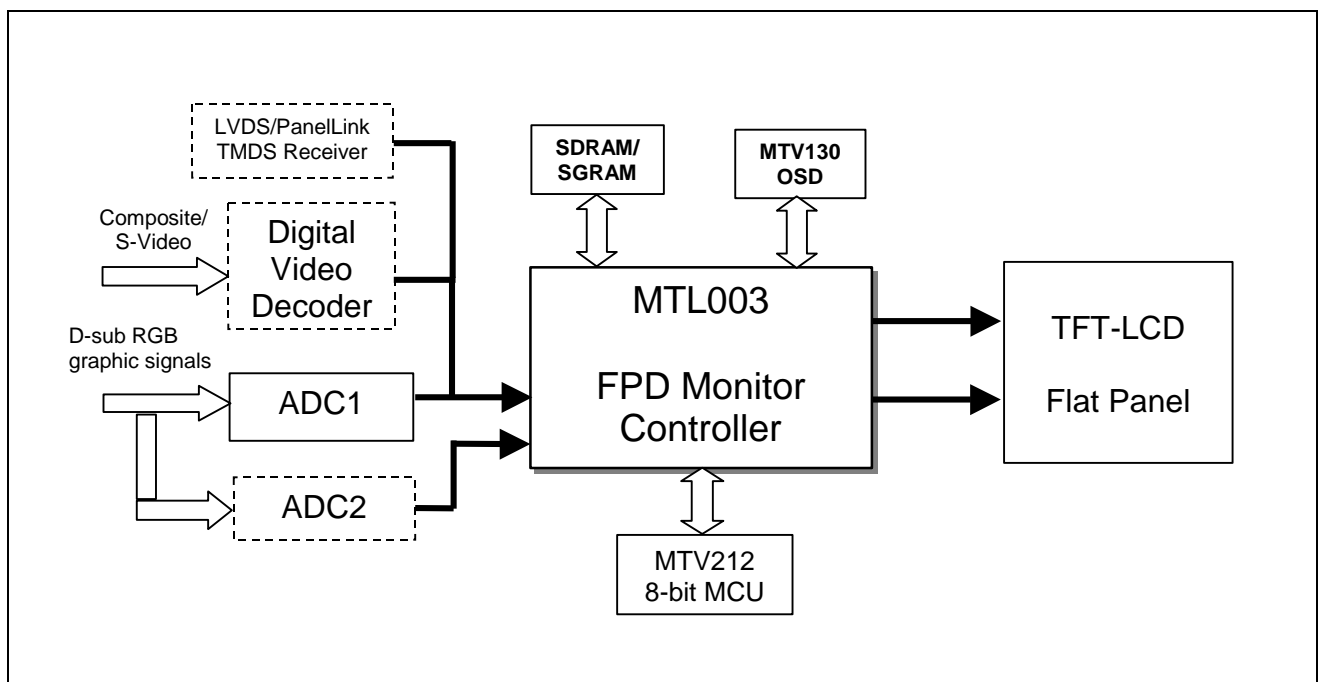 LVDS/PanelLink
TMDS Receiver
SDRAM/
SGRAM
MTV130
OSD
Composite/
S-Video
Digital
Video
Decoder
D-sub RGB
graphic signals
ADC1
ADC2
MTL003
FPD Monitor
Controller
TFT-LCD
Flat Panel
MTV212
8-bit MCU